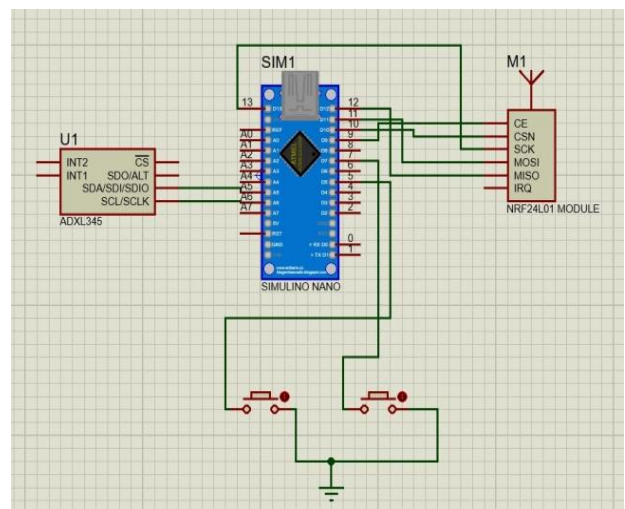 SIM1
M1
13
12
11
10
9
8
7
6
5
4
3
2
0
1
A0
A1
A2
A3
A4
A5
A6
A7
RST
GND
SIMULINO NANO
U1
INT2
INT1
CS
SDO/ALT
SDA/SDI/SDIO
SCL/SCLK
ADXL345
CE
CSN
SCK
MOSI
MISO
IRQ
NRF24L01 MODULE